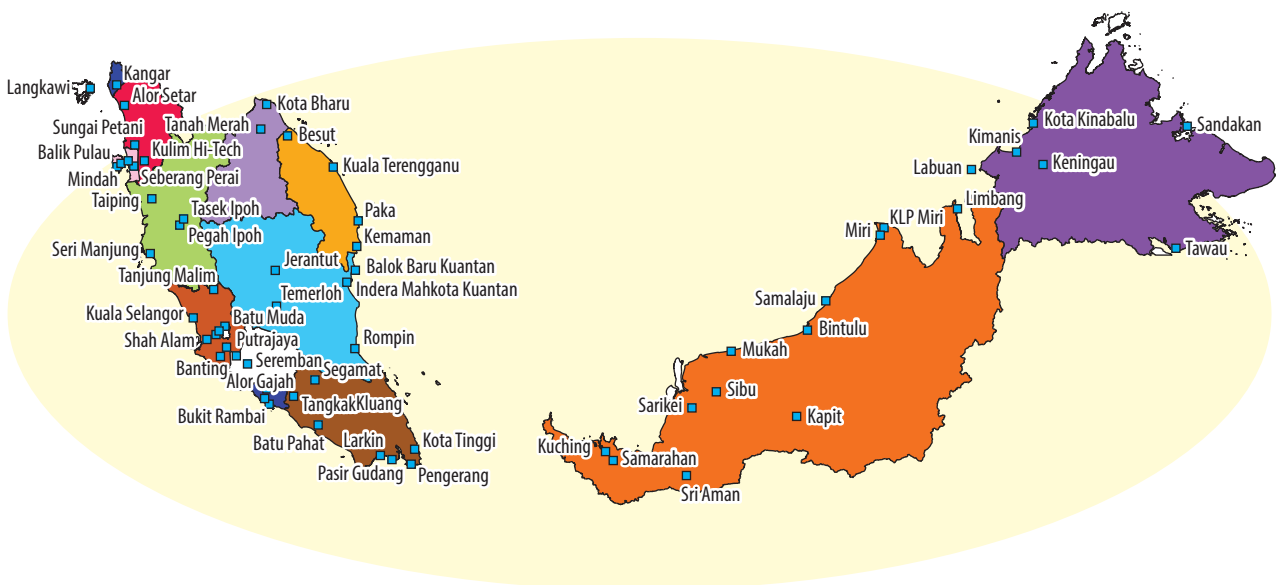 Langkawi
Kangar
Alor Setar
Sungai Petani
Kulim Hi-Tech
Balik Pulau
Mindah
Seberang Perai
Taiping
Tasek Ipoh
Pegah Ipoh
Seri Manjung
Tanjung Malim
Kota Bharu
Tanah Merah
Besut
Kuala Terengganu
Paka
Kemaman
Balok Baru Kuantan
Indera Mahkota Kuantan
Jerantut
Temerloh
Rompin
Kuala Selangor
Batu Muda
Shah Alam
Putrajaya
Banting
Seremban
Alor Gajah
Segamat
Bukit Rambai
Tangkak
Kluang
Batu Pahat
Larkin
Kota Tinggi
Pasir Gudang
Pengerang
Kota Kinabalu
Sandakan
Kimanis
Keningau
Labuan
Limbang
KLP Miri
Miri
Tawau
Samalaju
Bintulu
Mukah
Sibu
Sarikei
Kapit
Kuching
Samarahan
Sri Aman